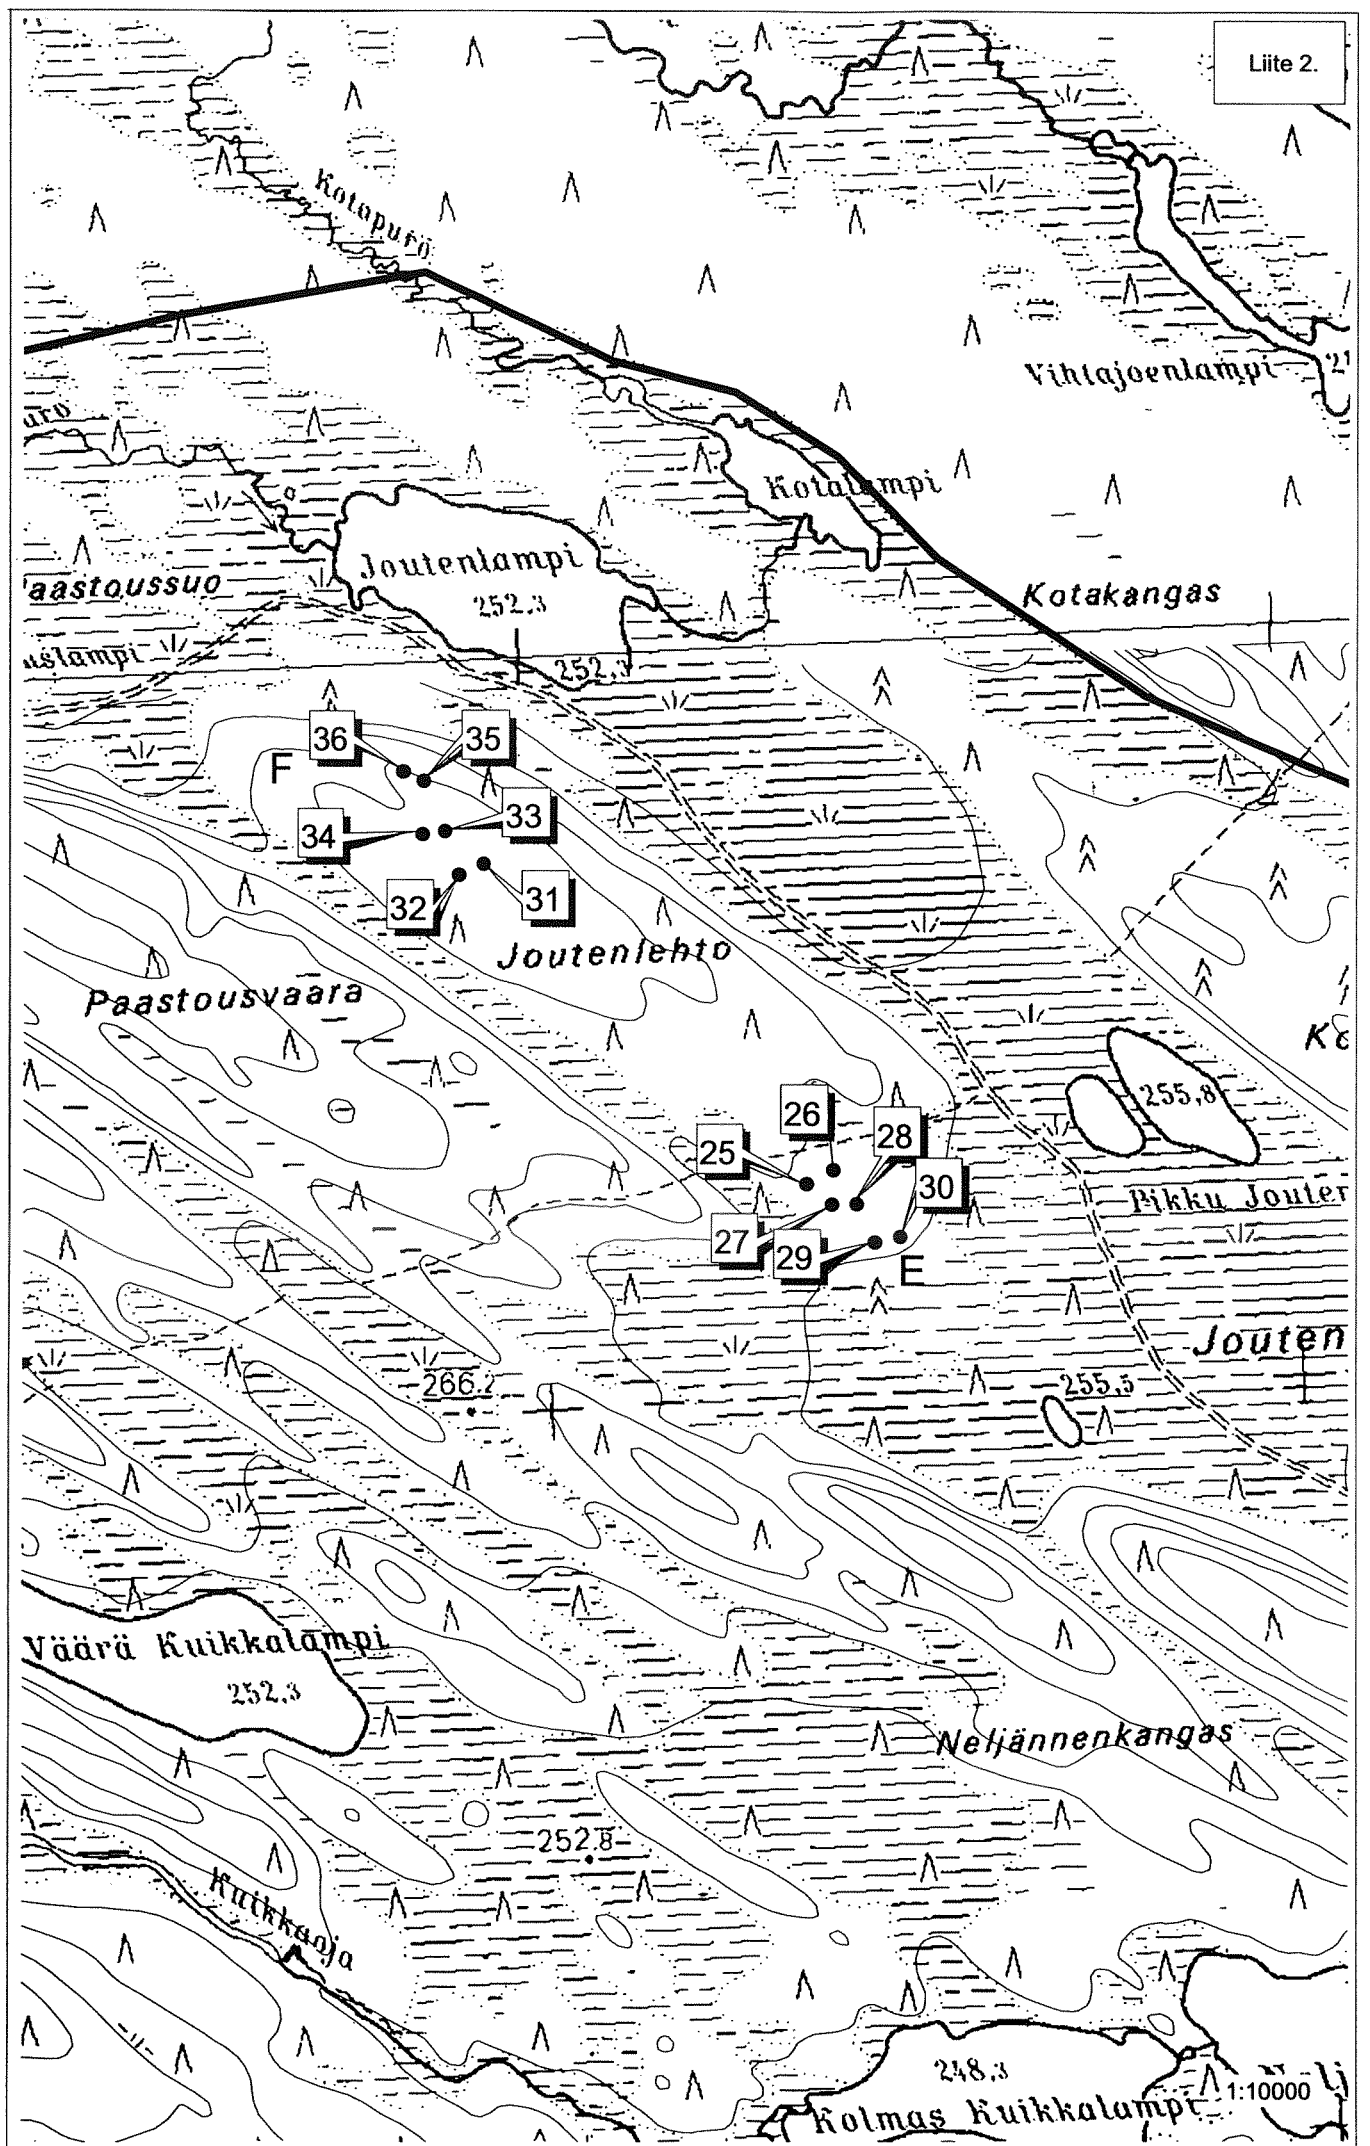 Liite 2.
Kotapuro
Vihtajoenlampi
Kotalampi
Joutenlampi
252,3
Kotakangas
aastoussuo
252,3
36
35
F
33
34
32
31
Joutenlehto
Paastousvaara
255,8
26
28
25
30
Pikku Jouten
27
29
E
Jouten
266.2
255,5
Väärä Kuikkalampi
252,3
Neljännenkangas
252.8
Kuikkaoja
248,3
1:10000
Kolmas Kuikkalampi